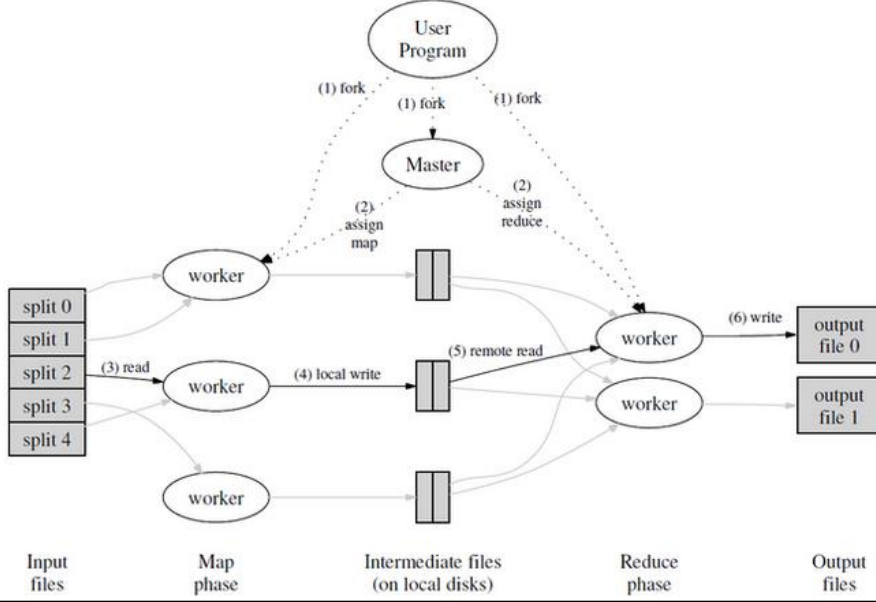 User
Program
(1) fork
(1) fork
(1) fork
Master
(2)
assign
map
(2)
assign
reduce
worker
split 0
split 1
split 2
split 3
split 4
(3) read
worker
(4) local write
(5) remote read
worker
(6) write
output
file 0
worker
output
file 1
worker
Input
files
Map
phase
Intermediate files
(on local disks)
Reduce
phase
Output
files